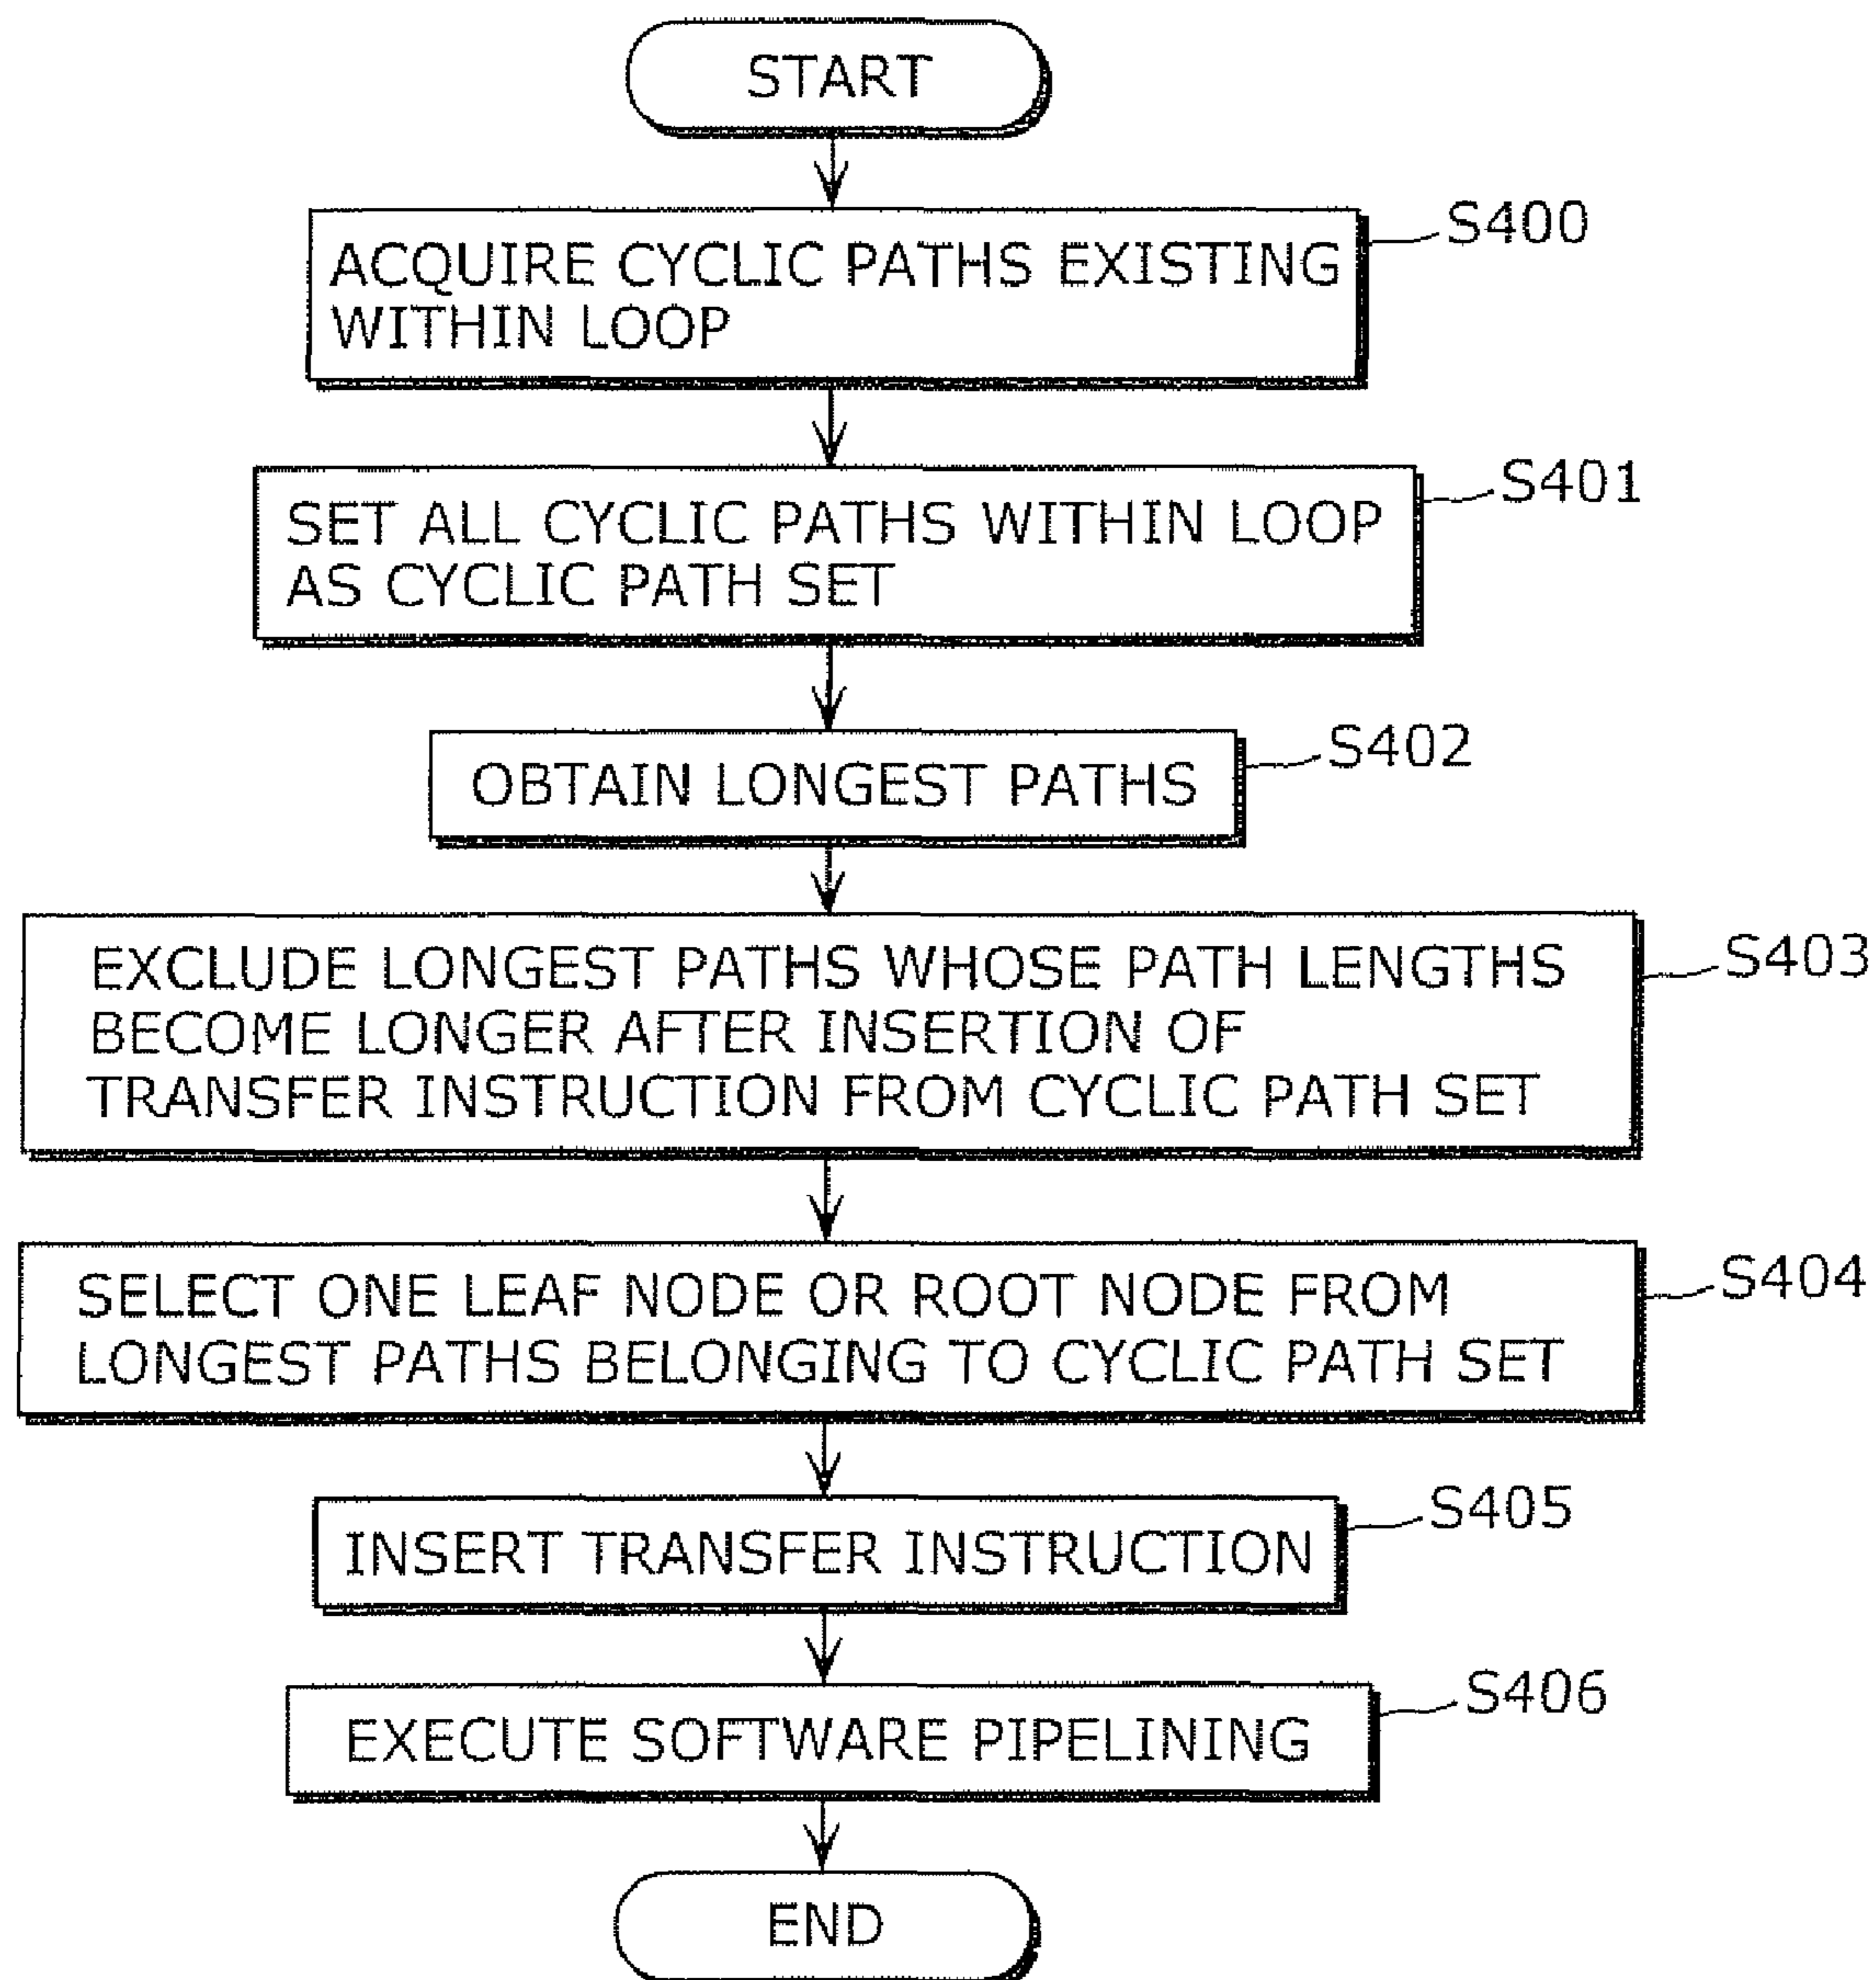 START
S400
ACQUIRE CYCLIC PATHS EXISTING
WITHIN LOOP
S401
SET ALL CYCLIC PATHS WITHIN LOOP
AS CYCLIC PATH SET
S402
OBTAIN LONGEST PATHS
S403
EXCLUDE LONGEST PATHS WHOSE PATH LENGTHS
BECOME LONGER AFTER INSERTION OF
TRANSFER INSTRUCTION FROM CYCLIC PATH SET
S404
SELECT ONE LEAF NODE OR ROOT NODE FROM
LONGEST PATHS BELONGING TO CYCLIC PATH SET
S405
INSERT TRANSFER INSTRUCTION
S406
EXECUTE SOFTWARE PIPELINING
END